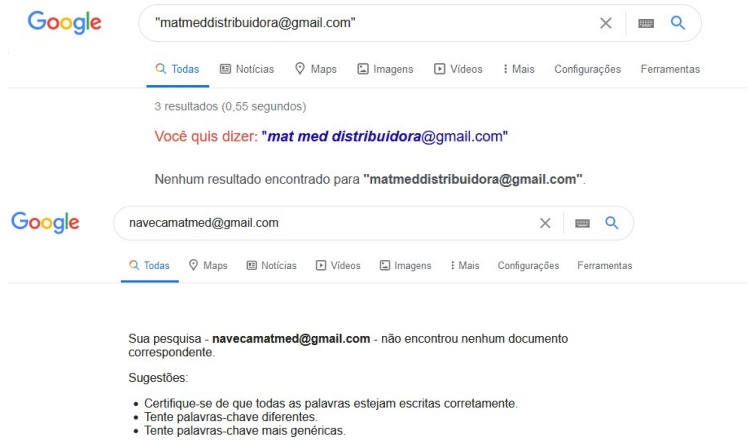 Google "matmeddistribuidora@gmail.com"
Todas Notícias Maps Imagens Vídeos Mais Configurações Ferramentas
3 resultados (0,55 segundos)
Você quis dizer: "mat med distribuidora@gmail.com"
Nenhum resultado encontrado para "matmeddistribuidora@gmail.com".
Google navecamatmed@gmail.com
Todas Maps Notícias Vídeos Imagens Mais Configurações Ferramentas
Sua pesquisa - navecamatmed@gmail.com - não encontrou nenhum documento
correspondente.
Sugestões:
• Certifique-se de que todas as palavras estejam escritas corretamente.
• Tente palavras-chave diferentes.
• Tente palavras-chave mais genéricas.